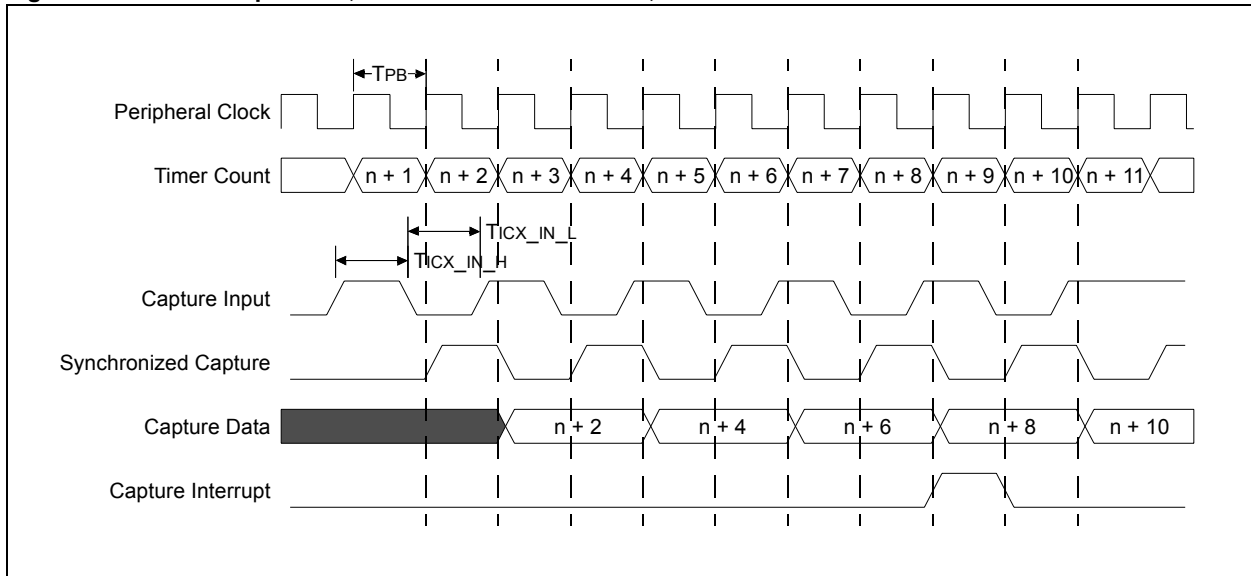 TPB
Peripheral Clock
Timer Count
n + 1 n + 2 n + 3 n + 4 n + 5 n + 6 n + 7 n + 8 n + 9 n + 10 n + 11
TICX_IN_L
TICX_IN_H
Capture Input
Synchronized Capture
Capture Data
n + 2 n + 4 n + 6 n + 8 n + 10
Capture Interrupt